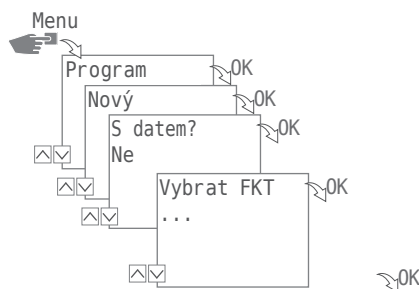 Menu
Program OK
Nový OK
S datem? OK
Ne
Vybrat FKT OK
...
OK